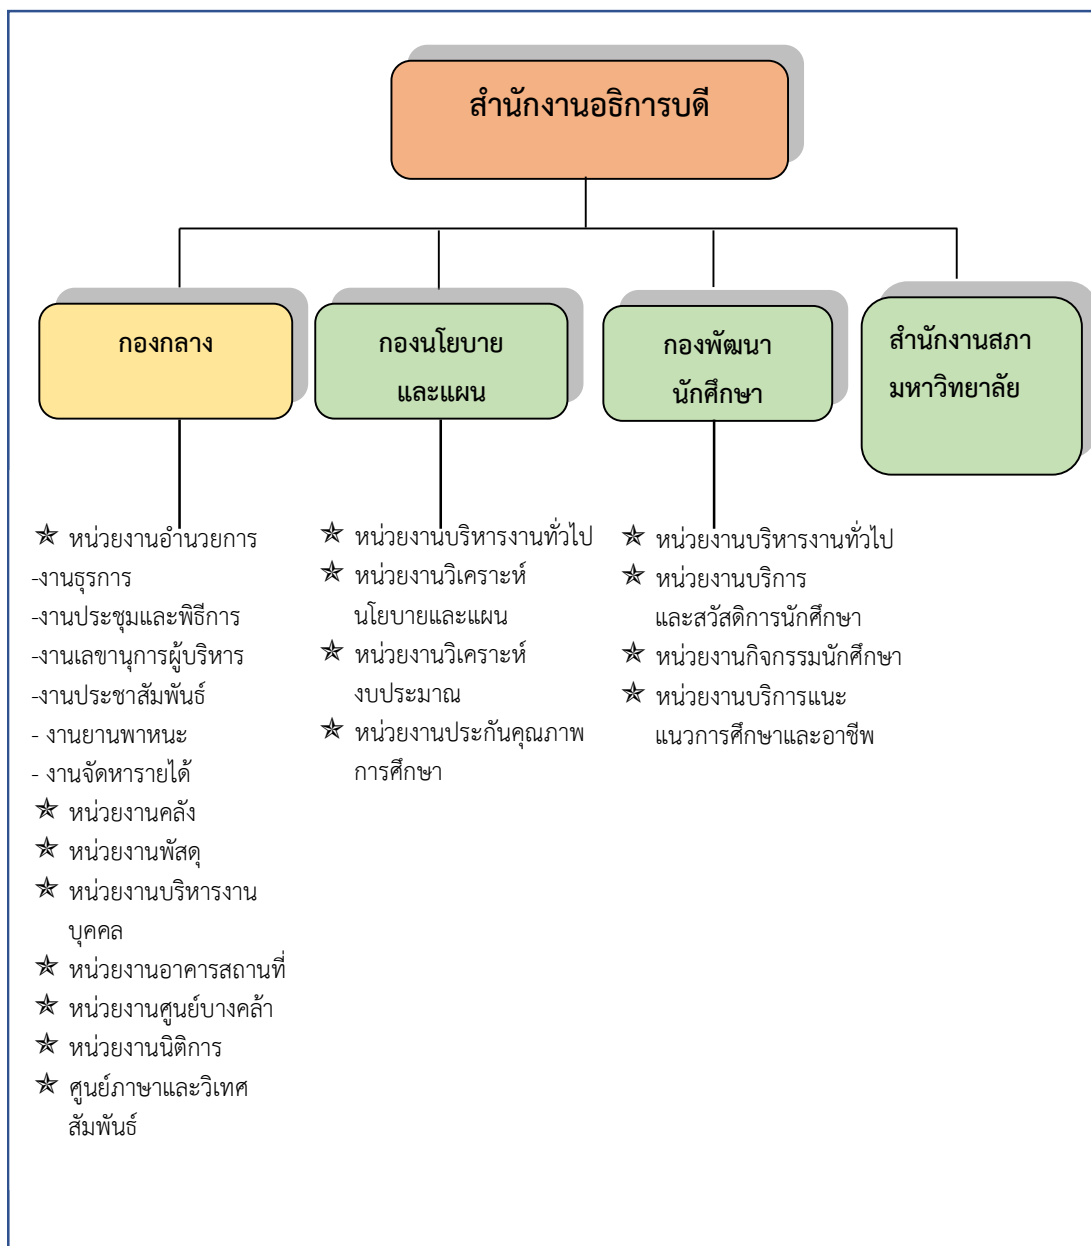 สำนักงานอธิการบดี
กองกลาง
กองนโยบาย
และแผน
กองพัฒนา
นักศึกษา
สำนักงานสภา
มหาวิทยาลัย
✯ หน่วยงานอำนวยการ
-งานธุรการ
-งานประชุมและพิธีการ
-งานเลขานุการผู้บริหาร
-งานประชาสัมพันธ์
- งานยานพาหนะ
- งานจัดหารายได้
✯ หน่วยงานคลัง
✯ หน่วยงานพัสดุ
✯ หน่วยงานบริหารงาน
บุคคล
✯ หน่วยงานอาคารสถานที่
✯ หน่วยงานศูนย์บางคล้า
✯ หน่วยงานนิติการ
✯ ศูนย์ภาษาและวิเทศ
สัมพันธ์
✯ หน่วยงานบริหารงานทั่วไป
✯ หน่วยงานวิเคราะห์
นโยบายและแผน
✯ หน่วยงานวิเคราะห์
งบประมาณ
✯ หน่วยงานประกันคุณภาพ
การศึกษา
✯ หน่วยงานบริหารงานทั่วไป
✯ หน่วยงานบริการ
และสวัสดิการนักศึกษา
✯ หน่วยงานกิจกรรมนักศึกษา
✯ หน่วยงานบริการแนะ
แนวการศึกษาและอาชีพ